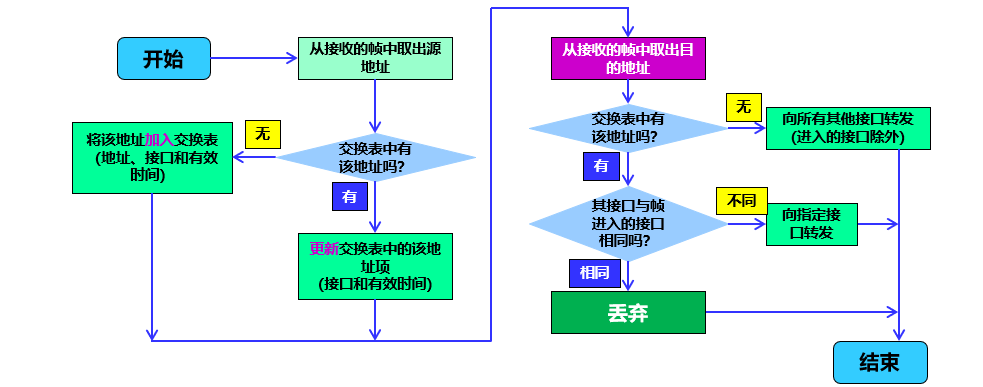 开始
从接收的帧中取出源
地址
交换表中有
该地址吗?
无
将该地址加入交换表
(地址、接口和有效
时间)
有
更新交换表中的该地
址项
(接口和有效时间)
从接收的帧中取出目
的地址
交换表中有
该地址吗?
无
向所有其他接口转发
(进入的接口除外)
有
其接口与帧
进入的接口
相同吗?
不同
向指定接
口转发
相同
丢弃
结束